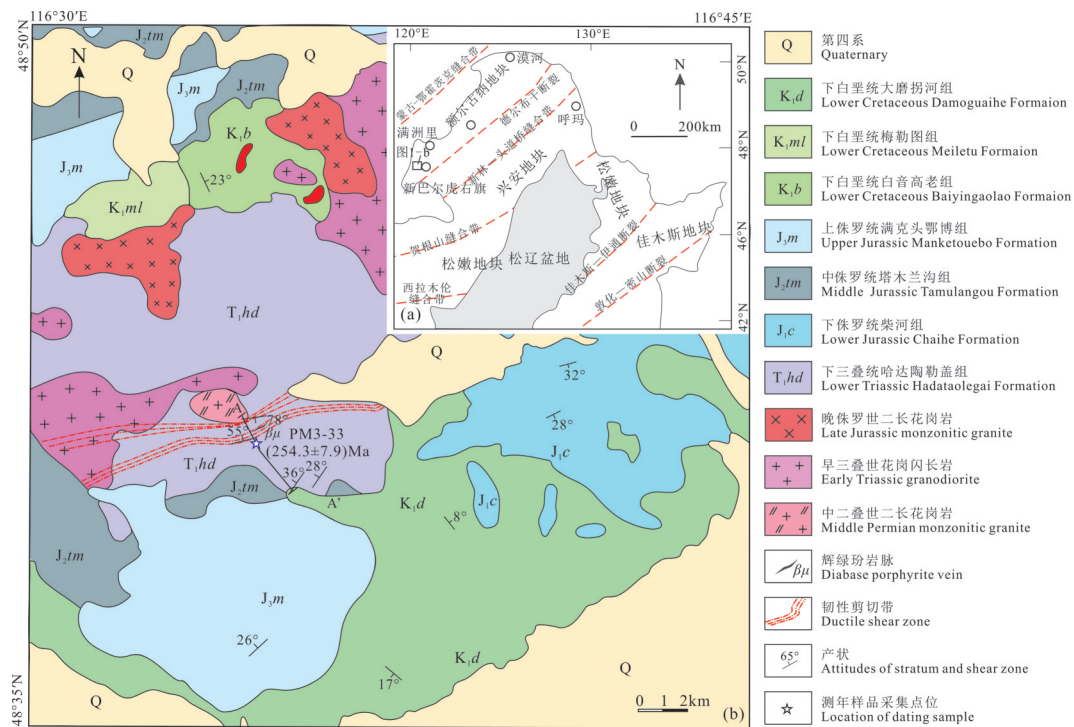 116°30′E
116°45′E
48°50′N
48°35′N
N
J₂tm
Q
Q
J₃m
J₂tm
J₃m
K₁b
23°
K₁ml
T₁hd
Q
A
78°
55°
βμ
PM3-33
(254.3±7.9)Ma
T₁hd
36°
28°
J₂tm
A'
K₁d
J₂tm
J₃m
26°
32°
28°
J₁c
J₁c
8°
K₁d
17°
Q
Q
0 1 2km
(b)
120°E
130°E
50°N
48°N
46°N
42°N
N
0 200km
漠河
呼玛
满洲里
图1-b
新巴尔虎右旗
蒙古-鄂霍茨克缝合带
额尔古纳地块
德尔布干断裂
新林—头道桥缝合带
兴安地块
松嫩地块
贺根山缝合带
松嫩地块
松辽盆地
佳木斯地块
佳木斯—伊通断裂
敦化—密山断裂
西拉木伦
缝合带
(a)
Q
第四系
Quaternary
K₁d
下白垩统大磨拐河组
Lower Cretaceous Damoguaihe Formaion
K₁ml
下白垩统梅勒图组
Lower Cretaceous Meiletu Formaion
K₁b
下白垩统白音高老组
Lower Cretaceous Baiyingaolao Formaion
J₃m
上侏罗统满克头鄂博组
Upper Jurassic Manketouebo Formation
J₂tm
中侏罗统塔木兰沟组
Middle Jurassic Tamulangou Formation
J₁c
下侏罗统柴河组
Lower Jurassic Chaihe Formation
T₁hd
下三叠统哈达陶勒盖组
Lower Triassic Hadataolegai Formation
晚侏罗世二长花岗岩
Late Jurassic monzonitic granite
早三叠世花岗闪长岩
Early Triassic granodiorite
中二叠世二长花岗岩
Middle Permian monzonitic granite
βμ
辉绿玢岩脉
Diabase porphyrite vein
韧性剪切带
Ductile shear zone
65°
产状
Attitudes of stratum and shear zone
测年样品采集点位
Location of dating sample